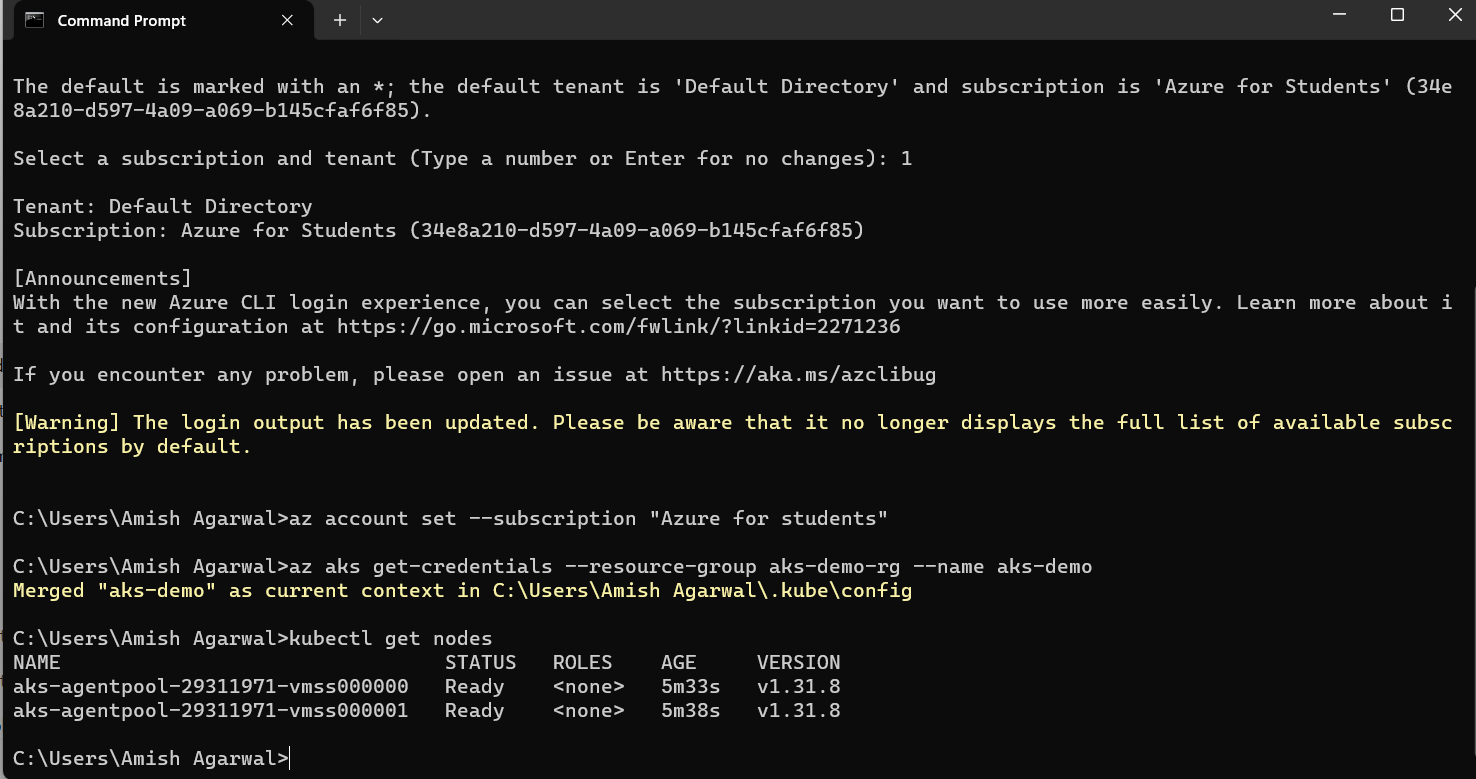 Command Prompt
The default is marked with an *; the default tenant is 'Default Directory' and subscription is 'Azure for Students' (34e
8a210-d597-4a09-a069-b145cfaf6f85).
Select a subscription and tenant (Type a number or Enter for no changes): 1
Tenant: Default Directory
Subscription: Azure for Students (34e8a210-d597-4a09-a069-b145cfaf6f85)
[Announcements]
With the new Azure CLI login experience, you can select the subscription you want to use more easily. Learn more about i
t and its configuration at https://go.microsoft.com/fwlink/?linkid=2271236
If you encounter any problem, please open an issue at https://aka.ms/azclibug
[Warning] The login output has been updated. Please be aware that it no longer displays the full list of available subsc
riptions by default.
C:\Users\Amish Agarwal>az account set --subscription "Azure for students"
C:\Users\Amish Agarwal>az aks get-credentials --resource-group aks-demo-rg --name aks-demo
Merged "aks-demo" as current context in C:\Users\Amish Agarwal\.kube\config
C:\Users\Amish Agarwal>kubectl get nodes
NAME STATUS ROLES AGE VERSION
aks-agentpool-29311971-vmss000000 Ready <none> 5m33s v1.31.8
aks-agentpool-29311971-vmss000001 Ready <none> 5m38s v1.31.8
C:\Users\Amish Agarwal>